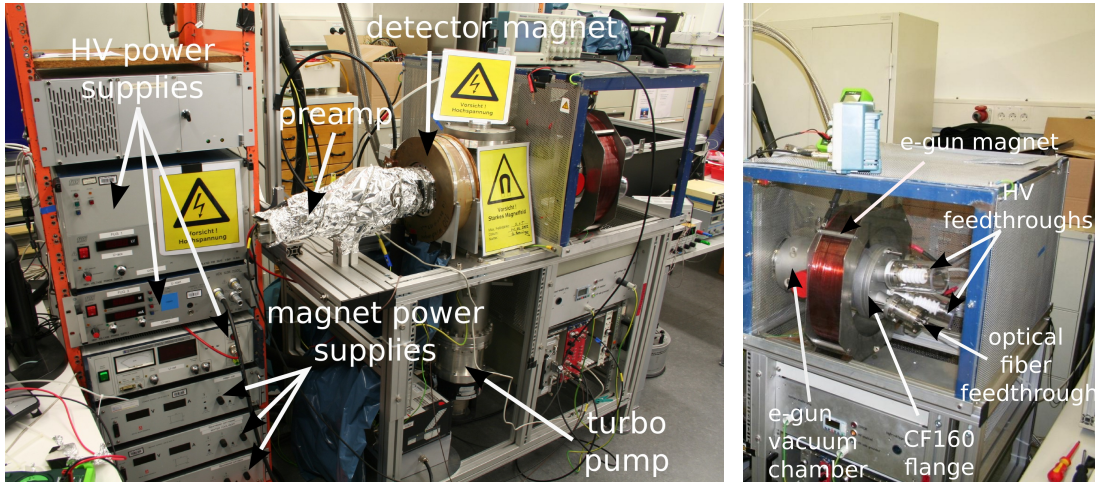 HV power
supplies
detector magnet
preamp
Vorsicht !
Hochspannung
Vorsicht !
Hochspannung
Vorsicht !
Starkes Magnetfeld
magnet power
supplies
turbo
pump
e-gun magnet
HV
feedthroughs
optical
fiber
feedthrough
e-gun
vacuum
chamber
CF160
flange